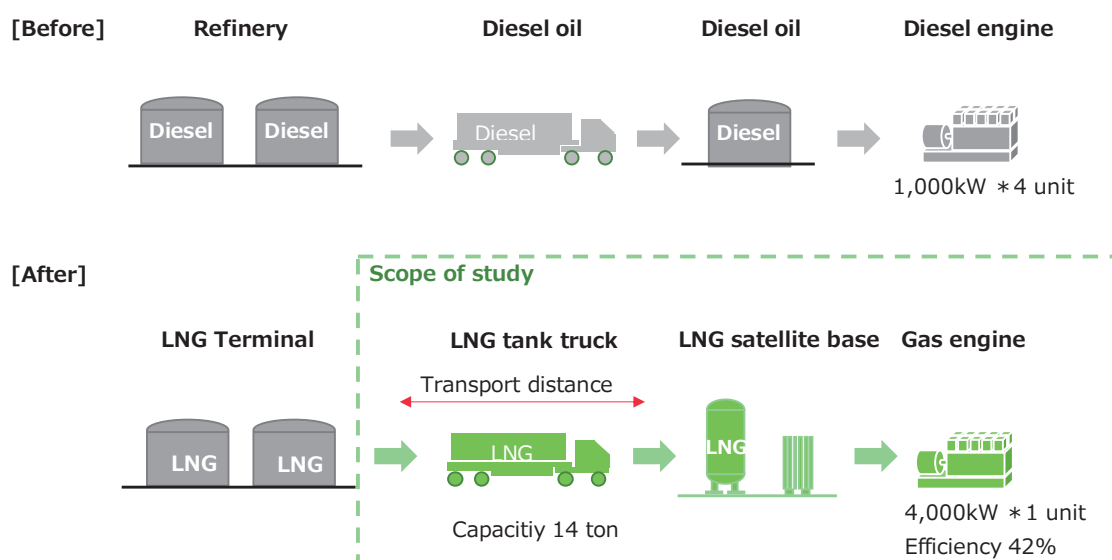 [Before] Refinery Diesel oil Diesel oil Diesel engine
Diesel Diesel Diesel Diesel
1,000kW ＊4 unit
[After] Scope of study
LNG Terminal LNG tank truck LNG satellite base Gas engine
Transport distance
LNG LNG LNG LNG
Capacitiy 14 ton
4,000kW ＊1 unit
Efficiency 42%